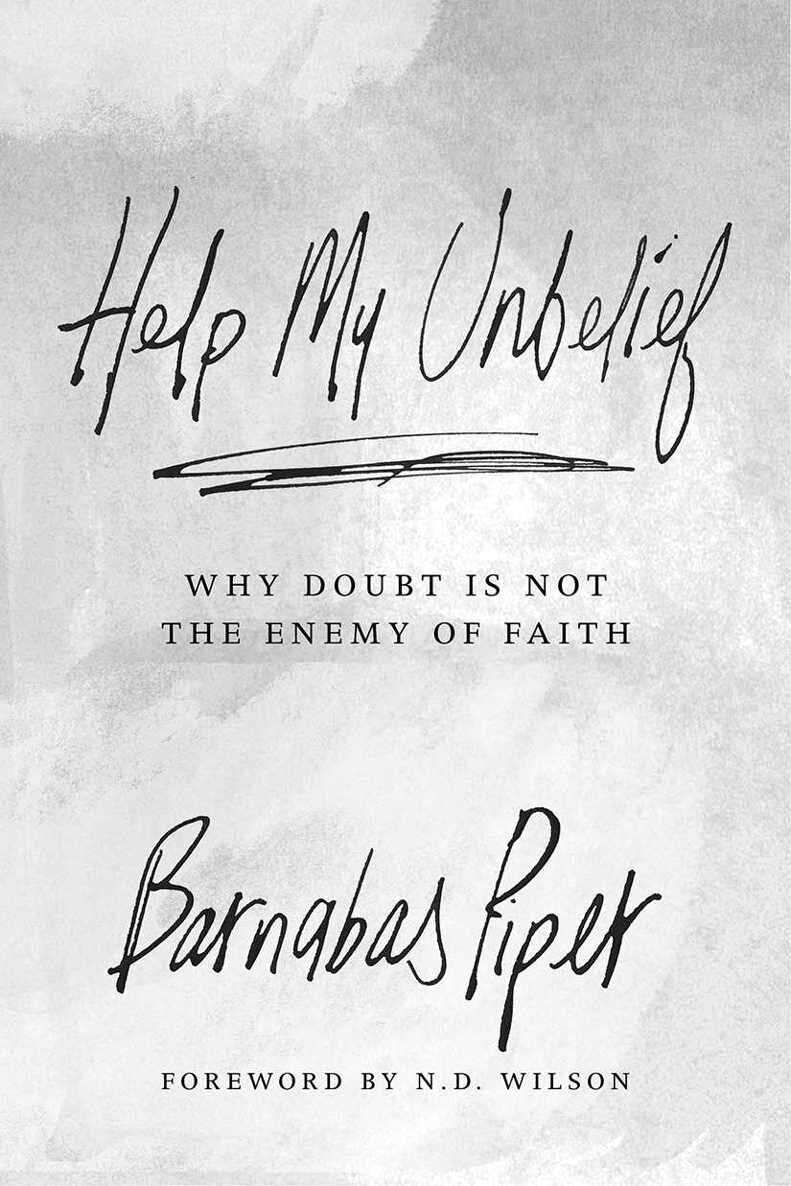 Help My Unbelief
WHY DOUBT IS NOT
THE ENEMY OF FAITH
Barnabas Piper
FOREWORD BY N.D. WILSON